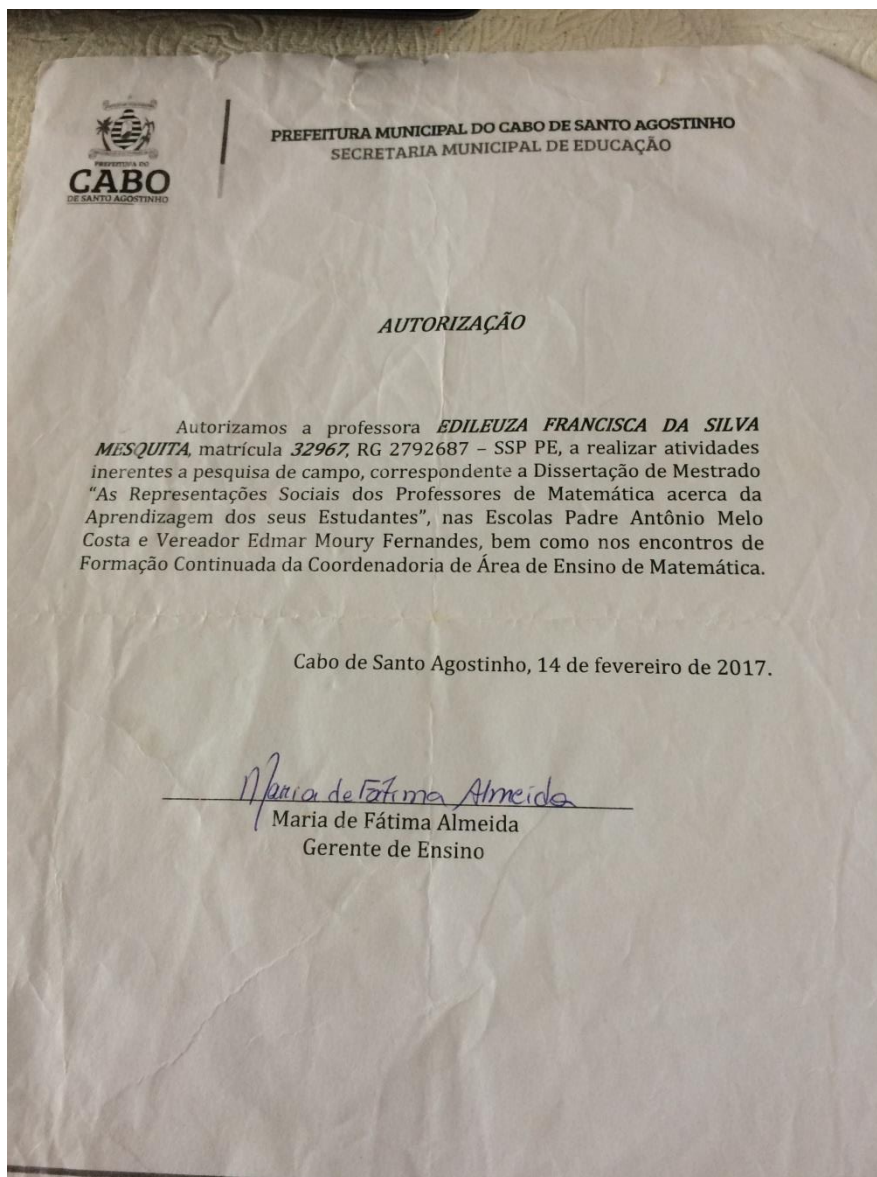 PREFEITURA DO
CABO
DE SANTO AGOSTINHO
PREFEITURA MUNICIPAL DO CABO DE SANTO AGOSTINHO
SECRETARIA MUNICIPAL DE EDUCAÇÃO
AUTORIZAÇÃO
Autorizamos a professora EDILEUZA FRANCISCA DA SILVA
MESQUITA, matrícula 32967, RG 2792687 – SSP PE, a realizar atividades
inerentes a pesquisa de campo, correspondente a Dissertação de Mestrado
“As Representações Sociais dos Professores de Matemática acerca da
Aprendizagem dos seus Estudantes”, nas Escolas Padre Antônio Melo
Costa e Vereador Edmar Moury Fernandes, bem como nos encontros de
Formação Continuada da Coordenadoria de Área de Ensino de Matemática.
Cabo de Santo Agostinho, 14 de fevereiro de 2017.
Maria de Fátima Almeida
Maria de Fátima Almeida
Gerente de Ensino